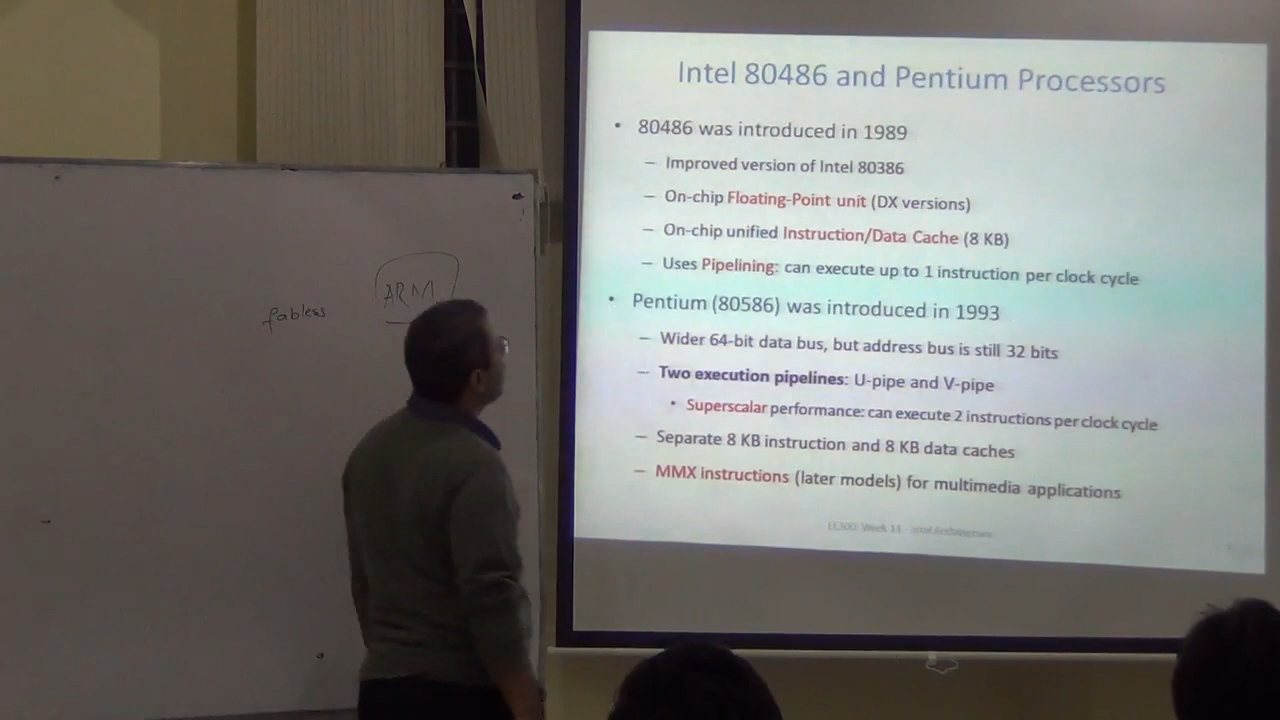 fabless
ARM
Intel 80486 and Pentium Processors
• 80486 was introduced in 1989
– Improved version of Intel 80386
– On-chip Floating-Point unit (DX versions)
– On-chip unified Instruction/Data Cache (8 KB)
– Uses Pipelining: can execute up to 1 instruction per clock cycle
• Pentium (80586) was introduced in 1993
– Wider 64-bit data bus, but address bus is still 32 bits
– Two execution pipelines: U-pipe and V-pipe
• Superscalar performance: can execute 2 instructions per clock cycle
– Separate 8 KB instruction and 8 KB data caches
– MMX instructions (later models) for multimedia applications
Week 11